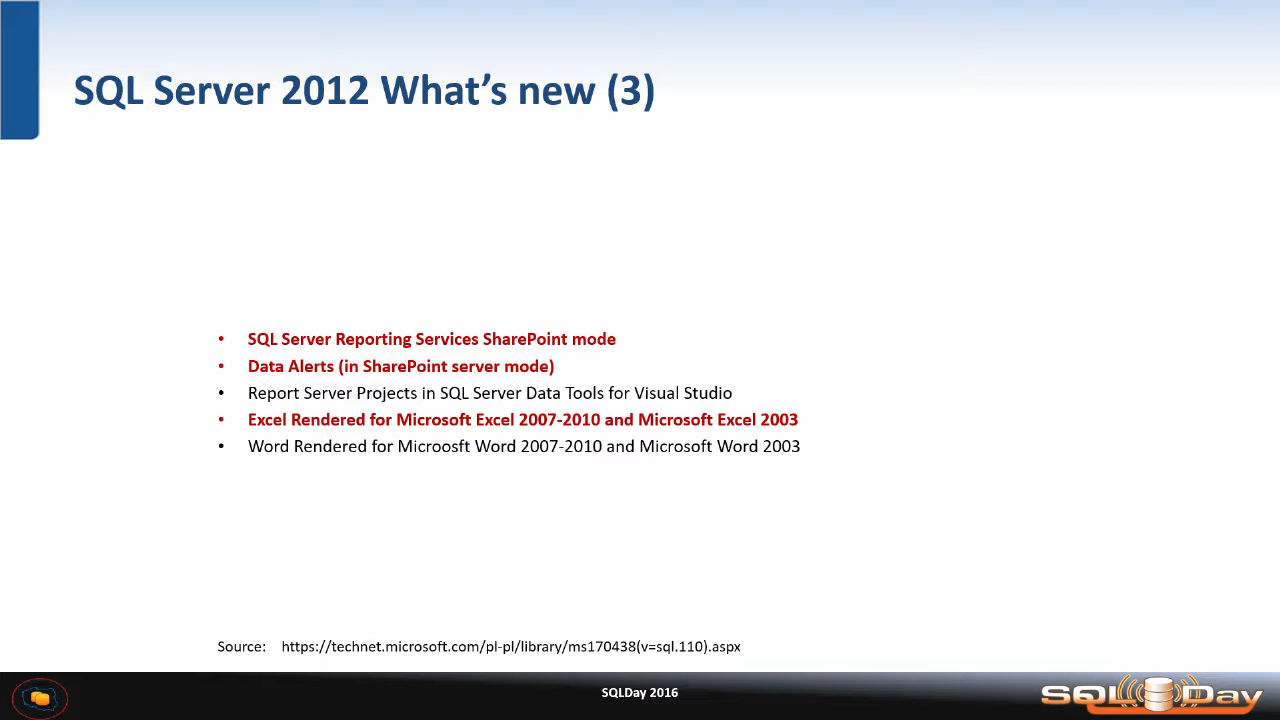 SQL Server 2012 What's new (3)
• SQL Server Reporting Services SharePoint mode
• Data Alerts (in SharePoint server mode)
• Report Server Projects in SQL Server Data Tools for Visual Studio
• Excel Rendered for Microsoft Excel 2007-2010 and Microsoft Excel 2003
• Word Rendered for Microosft Word 2007-2010 and Microsoft Word 2003
Source: https://technet.microsoft.com/pl-pl/library/ms170438(v=sql.110).aspx
SQLDay 2016
SQL Day